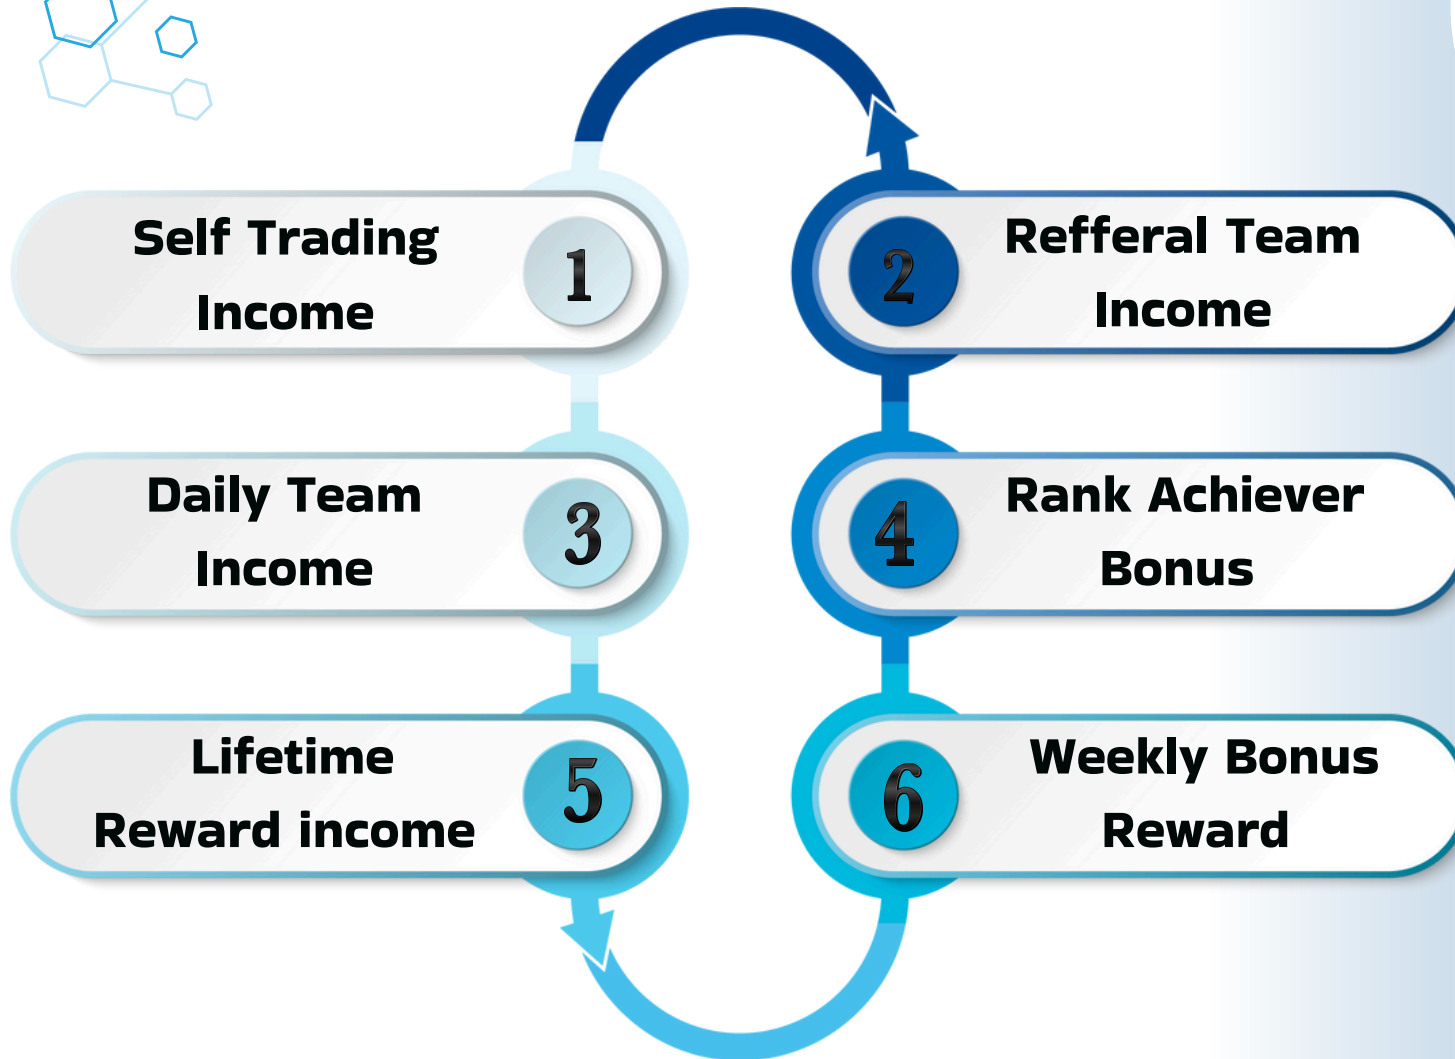 Self Trading
Income
1
2
Refferal Team
Income
Daily Team
Income
3
4
Rank Achiever
Bonus
Lifetime
Reward income
5
6
Weekly Bonus
Reward